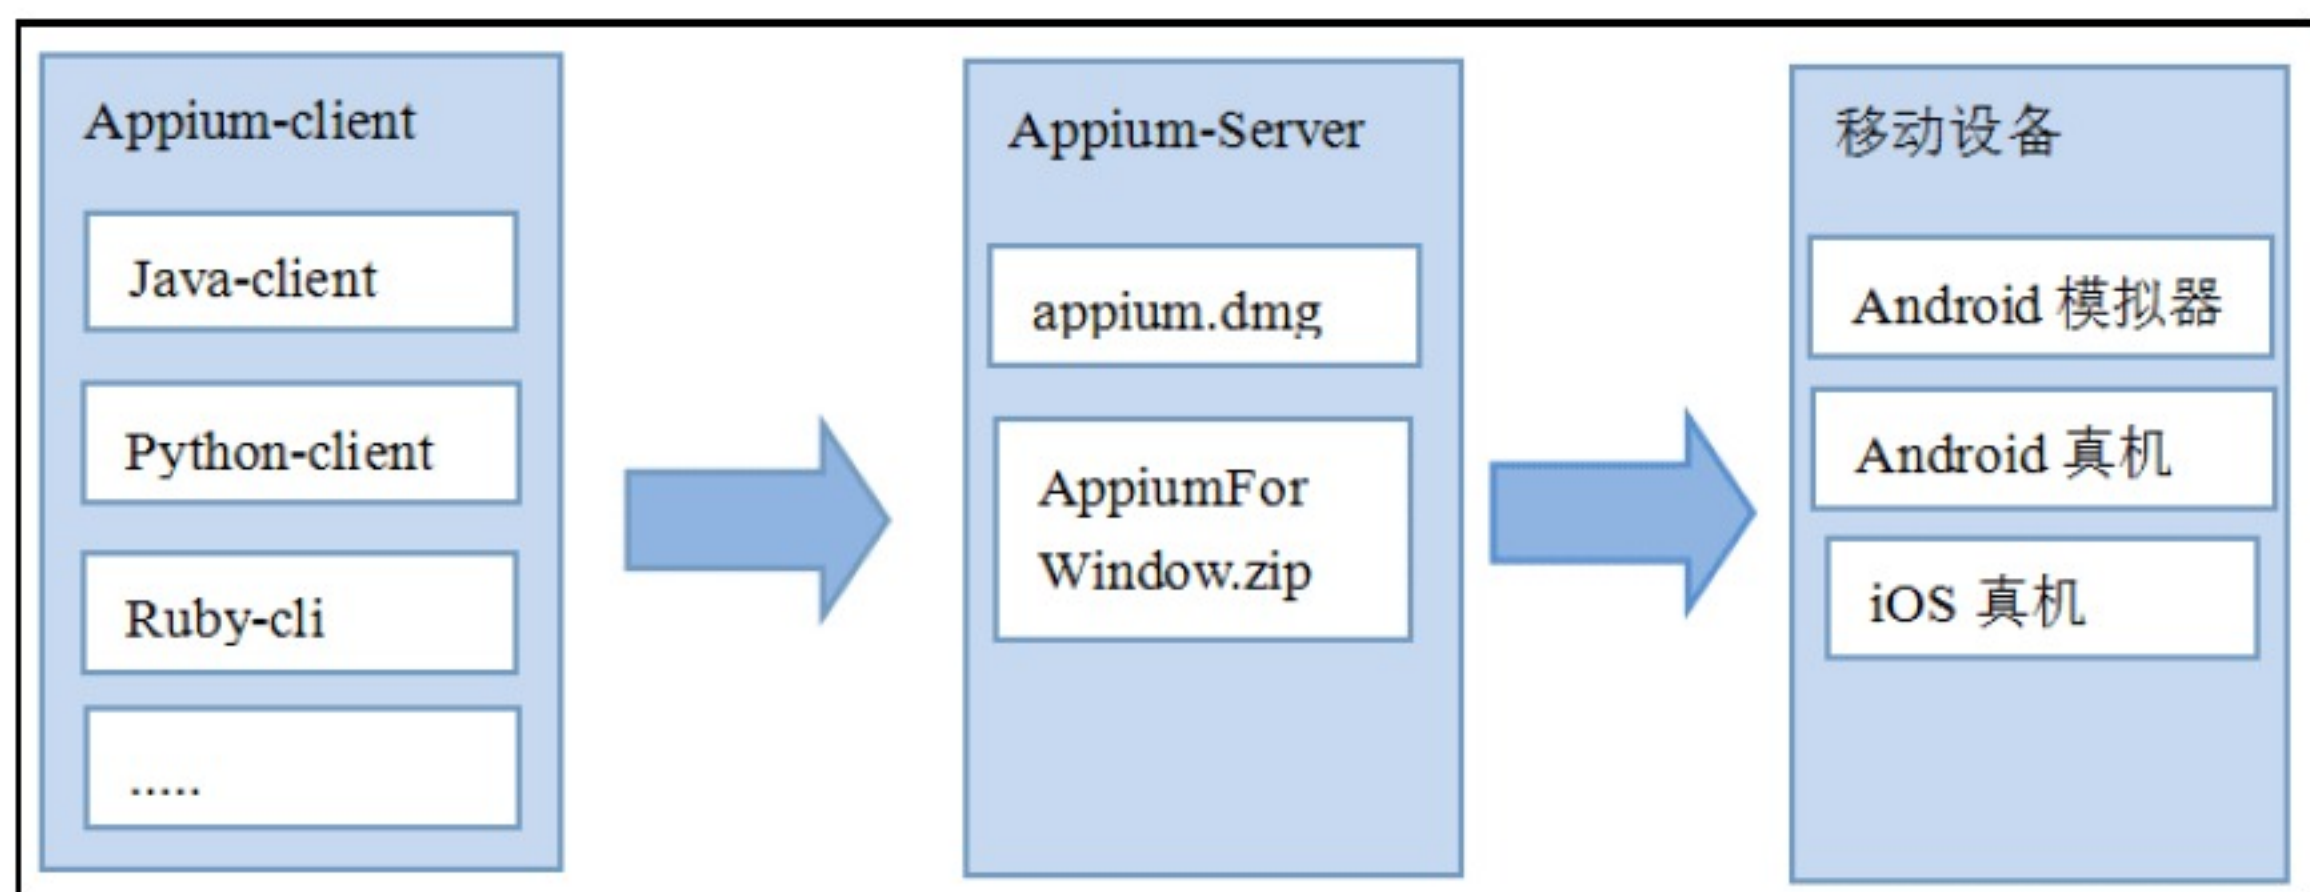 Appium-client
Java-client
Python-client
Ruby-cli
.....
Appium-Server
appium.dmg
AppiumFor
Window.zip
移动设备
Android 模拟器
Android 真机
iOS 真机